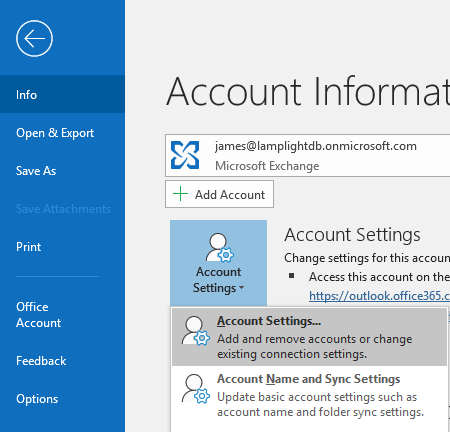 Info
Open & Export
Save As
Save Attachments
Print
Office
Account
Feedback
Options
Account Informat
james@lamplightdb.onmicrosoft.com
Microsoft Exchange
Add Account
Account
Settings
Account Settings
Change settings for this accoun
Access this account on the
https://outlook.office365.c
Account Settings...
Add and remove accounts or change
existing connection settings.
Account Name and Sync Settings
Update basic account settings such as
account name and folder sync settings.